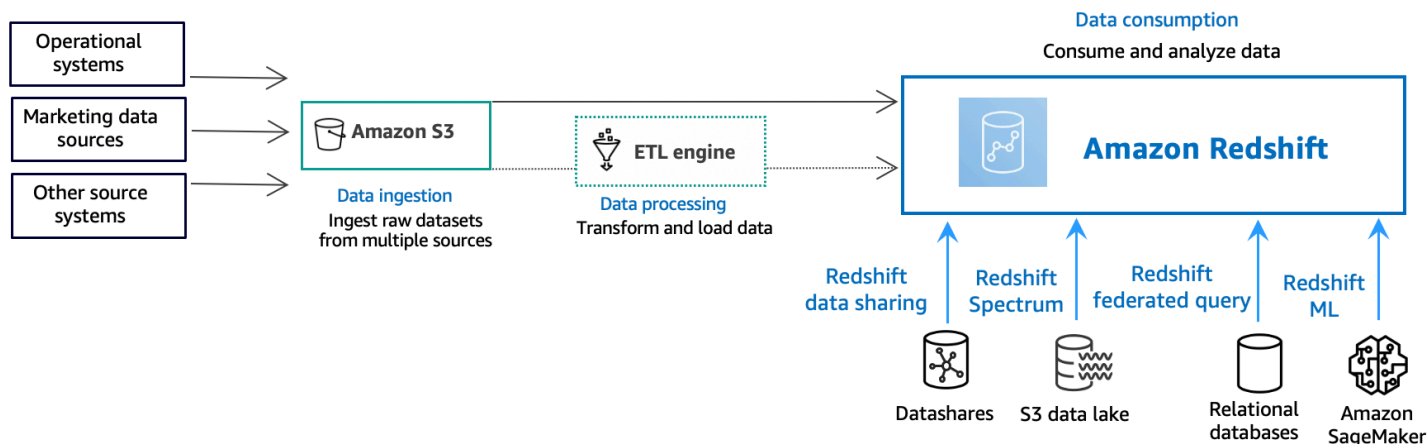 Operational
systems
Marketing data
sources
Other source
systems
Amazon S3
Data ingestion
Ingest raw datasets
from multiple sources
ETL engine
Data processing
Transform and load data
Data consumption
Consume and analyze data
Amazon Redshift
Redshift
data sharing
Redshift
Spectrum
Redshift
federated query
Redshift
ML
Datashares
S3 data lake
Relational
databases
Amazon
SageMaker